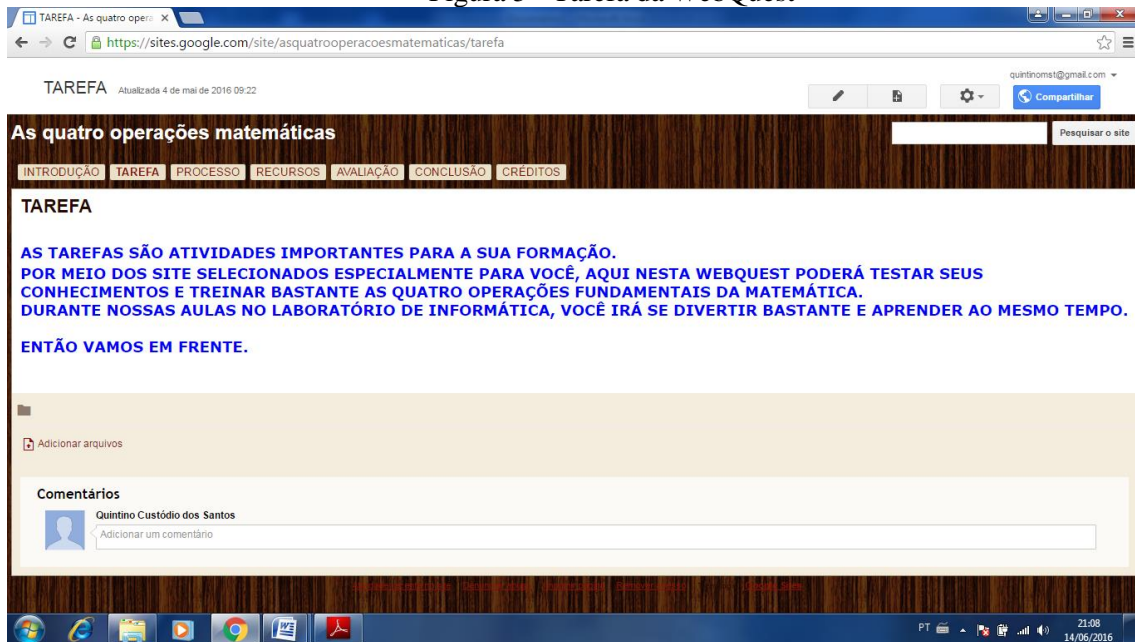 TAREFA - As quatro opera
https://sites.google.com/site/asquatrooperacoesmatematicas/tarefa
quintinomst@gmail.com
TAREFA Atualizada 4 de mai de 2016 09:22
Compartilhar
As quatro operações matemáticas
Pesquisar o site
INTRODUÇÃO TAREFA PROCESSO RECURSOS AVALIAÇÃO CONCLUSÃO CRÉDITOS
TAREFA
AS TAREFAS SÃO ATIVIDADES IMPORTANTES PARA A SUA FORMAÇÃO.
POR MEIO DOS SITE SELECIONADOS ESPECIALMENTE PARA VOCÊ, AQUI NESTA WEBQUEST PODERÁ TESTAR SEUS
CONHECIMENTOS E TREINAR BASTANTE AS QUATRO OPERAÇÕES FUNDAMENTAIS DA MATEMÁTICA.
DURANTE NOSSAS AULAS NO LABORATÓRIO DE INFORMÁTICA, VOCÊ IRÁ SE DIVERTIR BASTANTE E APRENDER AO MESMO TEMPO.
ENTÃO VAMOS EM FRENTE.
Adicionar arquivos
Comentários
Quintino Custódio dos Santos
Adicionar um comentário
PT
21:08
14/06/2016